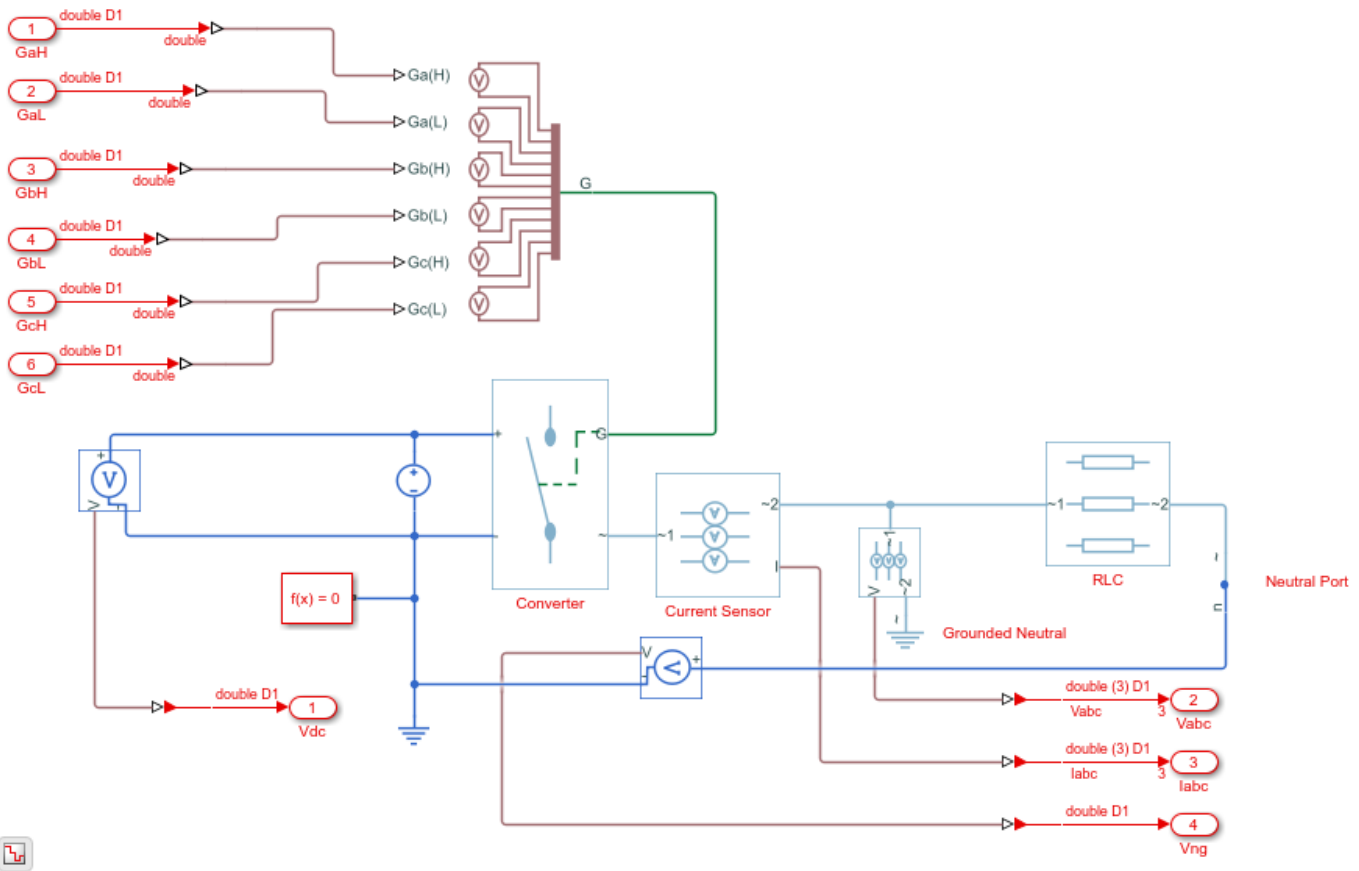 double D1
1
GaH
double
double D1
2
GaL
double
Ga(H)
Ga(L)
double D1
3
GbH
double
Gb(H)
G
double D1
4
GbL
double
Gb(L)
double D1
5
GcH
double
Gc(H)
Gc(L)
double D1
6
GcL
double
V
V
V
V
V
V
+
V
V
+
-
+
-
G
~
Converter
~1
V
V
V
~2
I
Current Sensor
~1
V V V
V
~2
~
Grounded Neutral
~1
~2
RLC
~
n
Neutral Port
f(x) = 0
V
V
+
double D1
1
Vdc
double (3) D1
Vabc
3
2
Vabc
double (3) D1
Iabc
3
3
Iabc
double D1
4
Vng